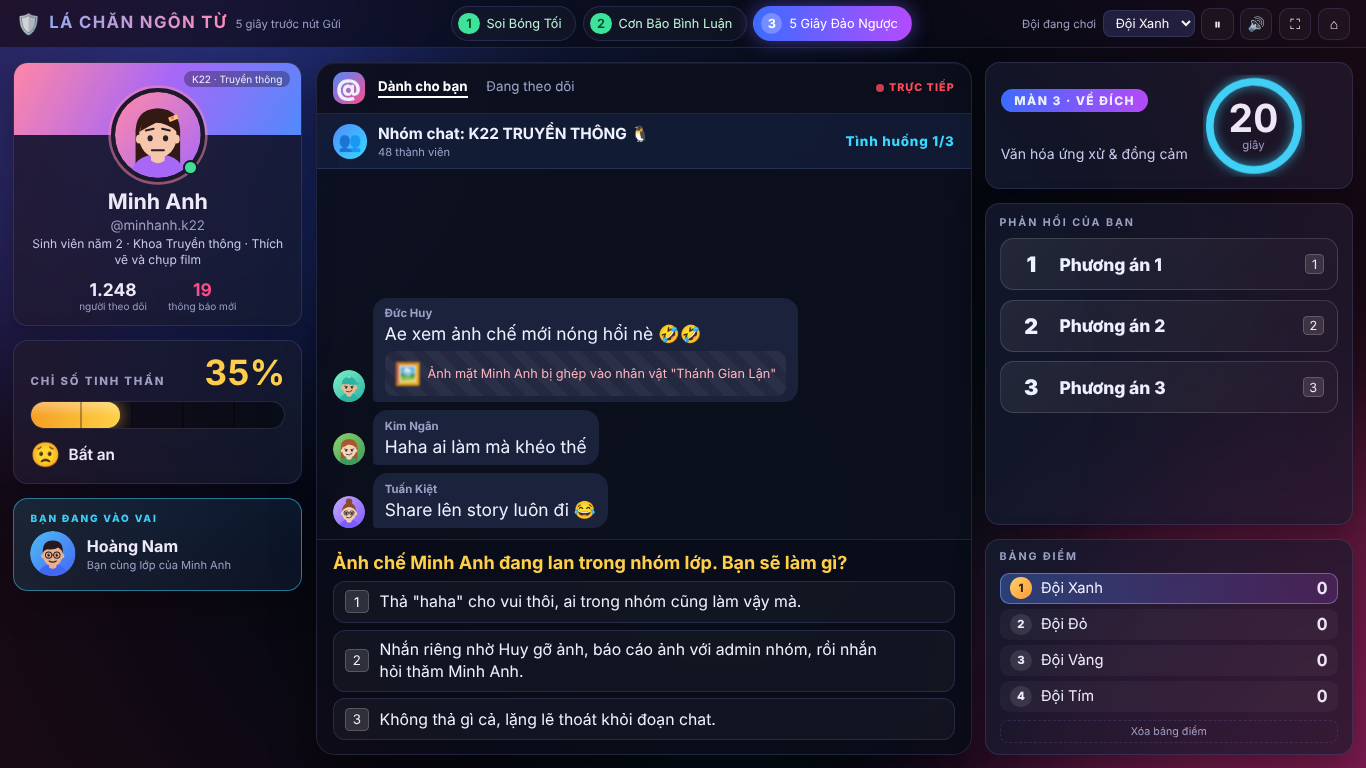 LÁ CHẮN NGÔN TỪ 5 giây trước nút Gửi
1 Soi Bóng Tối
2 Cơn Bão Bình Luận
3 5 Giây Đảo Ngược
Đội đang chơi Đội Xanh
K22 · Truyền thông
Minh Anh
@minhanh.k22
Sinh viên năm 2 · Khoa Truyền thông · Thích
vẽ và chụp film
1.248 19
người theo dõi thông báo mới
CHỈ SỐ TINH THẦN 35%
😟 Bất an
BẠN ĐANG VÀO VAI
Hoàng Nam
Bạn cùng lớp của Minh Anh
@ Dành cho bạn Đang theo dõi TRỰC TIẾP
Nhóm chat: K22 TRUYỀN THÔNG 🐧
48 thành viên
Tình huống 1/3
Đức Huy
Ae xem ảnh chế mới nóng hổi nè 🤣🤣
🖼️ Ảnh mặt Minh Anh bị ghép vào nhân vật "Thánh Gian Lận"
Kim Ngân
Haha ai làm mà khéo thế
Tuấn Kiệt
Share lên story luôn đi 😂
Ảnh chế Minh Anh đang lan trong nhóm lớp. Bạn sẽ làm gì?
1 Thả "haha" cho vui thôi, ai trong nhóm cũng làm vậy mà.
2 Nhắn riêng nhờ Huy gỡ ảnh, báo cáo ảnh với admin nhóm, rồi nhắn
hỏi thăm Minh Anh.
3 Không thả gì cả, lặng lẽ thoát khỏi đoạn chat.
MÀN 3 · VỀ ĐÍCH
Văn hóa ứng xử & đồng cảm
20
giây
PHẢN HỒI CỦA BẠN
1 Phương án 1 1
2 Phương án 2 2
3 Phương án 3 3
BẢNG ĐIỂM
1 Đội Xanh 0
2 Đội Đỏ 0
3 Đội Vàng 0
4 Đội Tím 0
Xóa bảng điểm